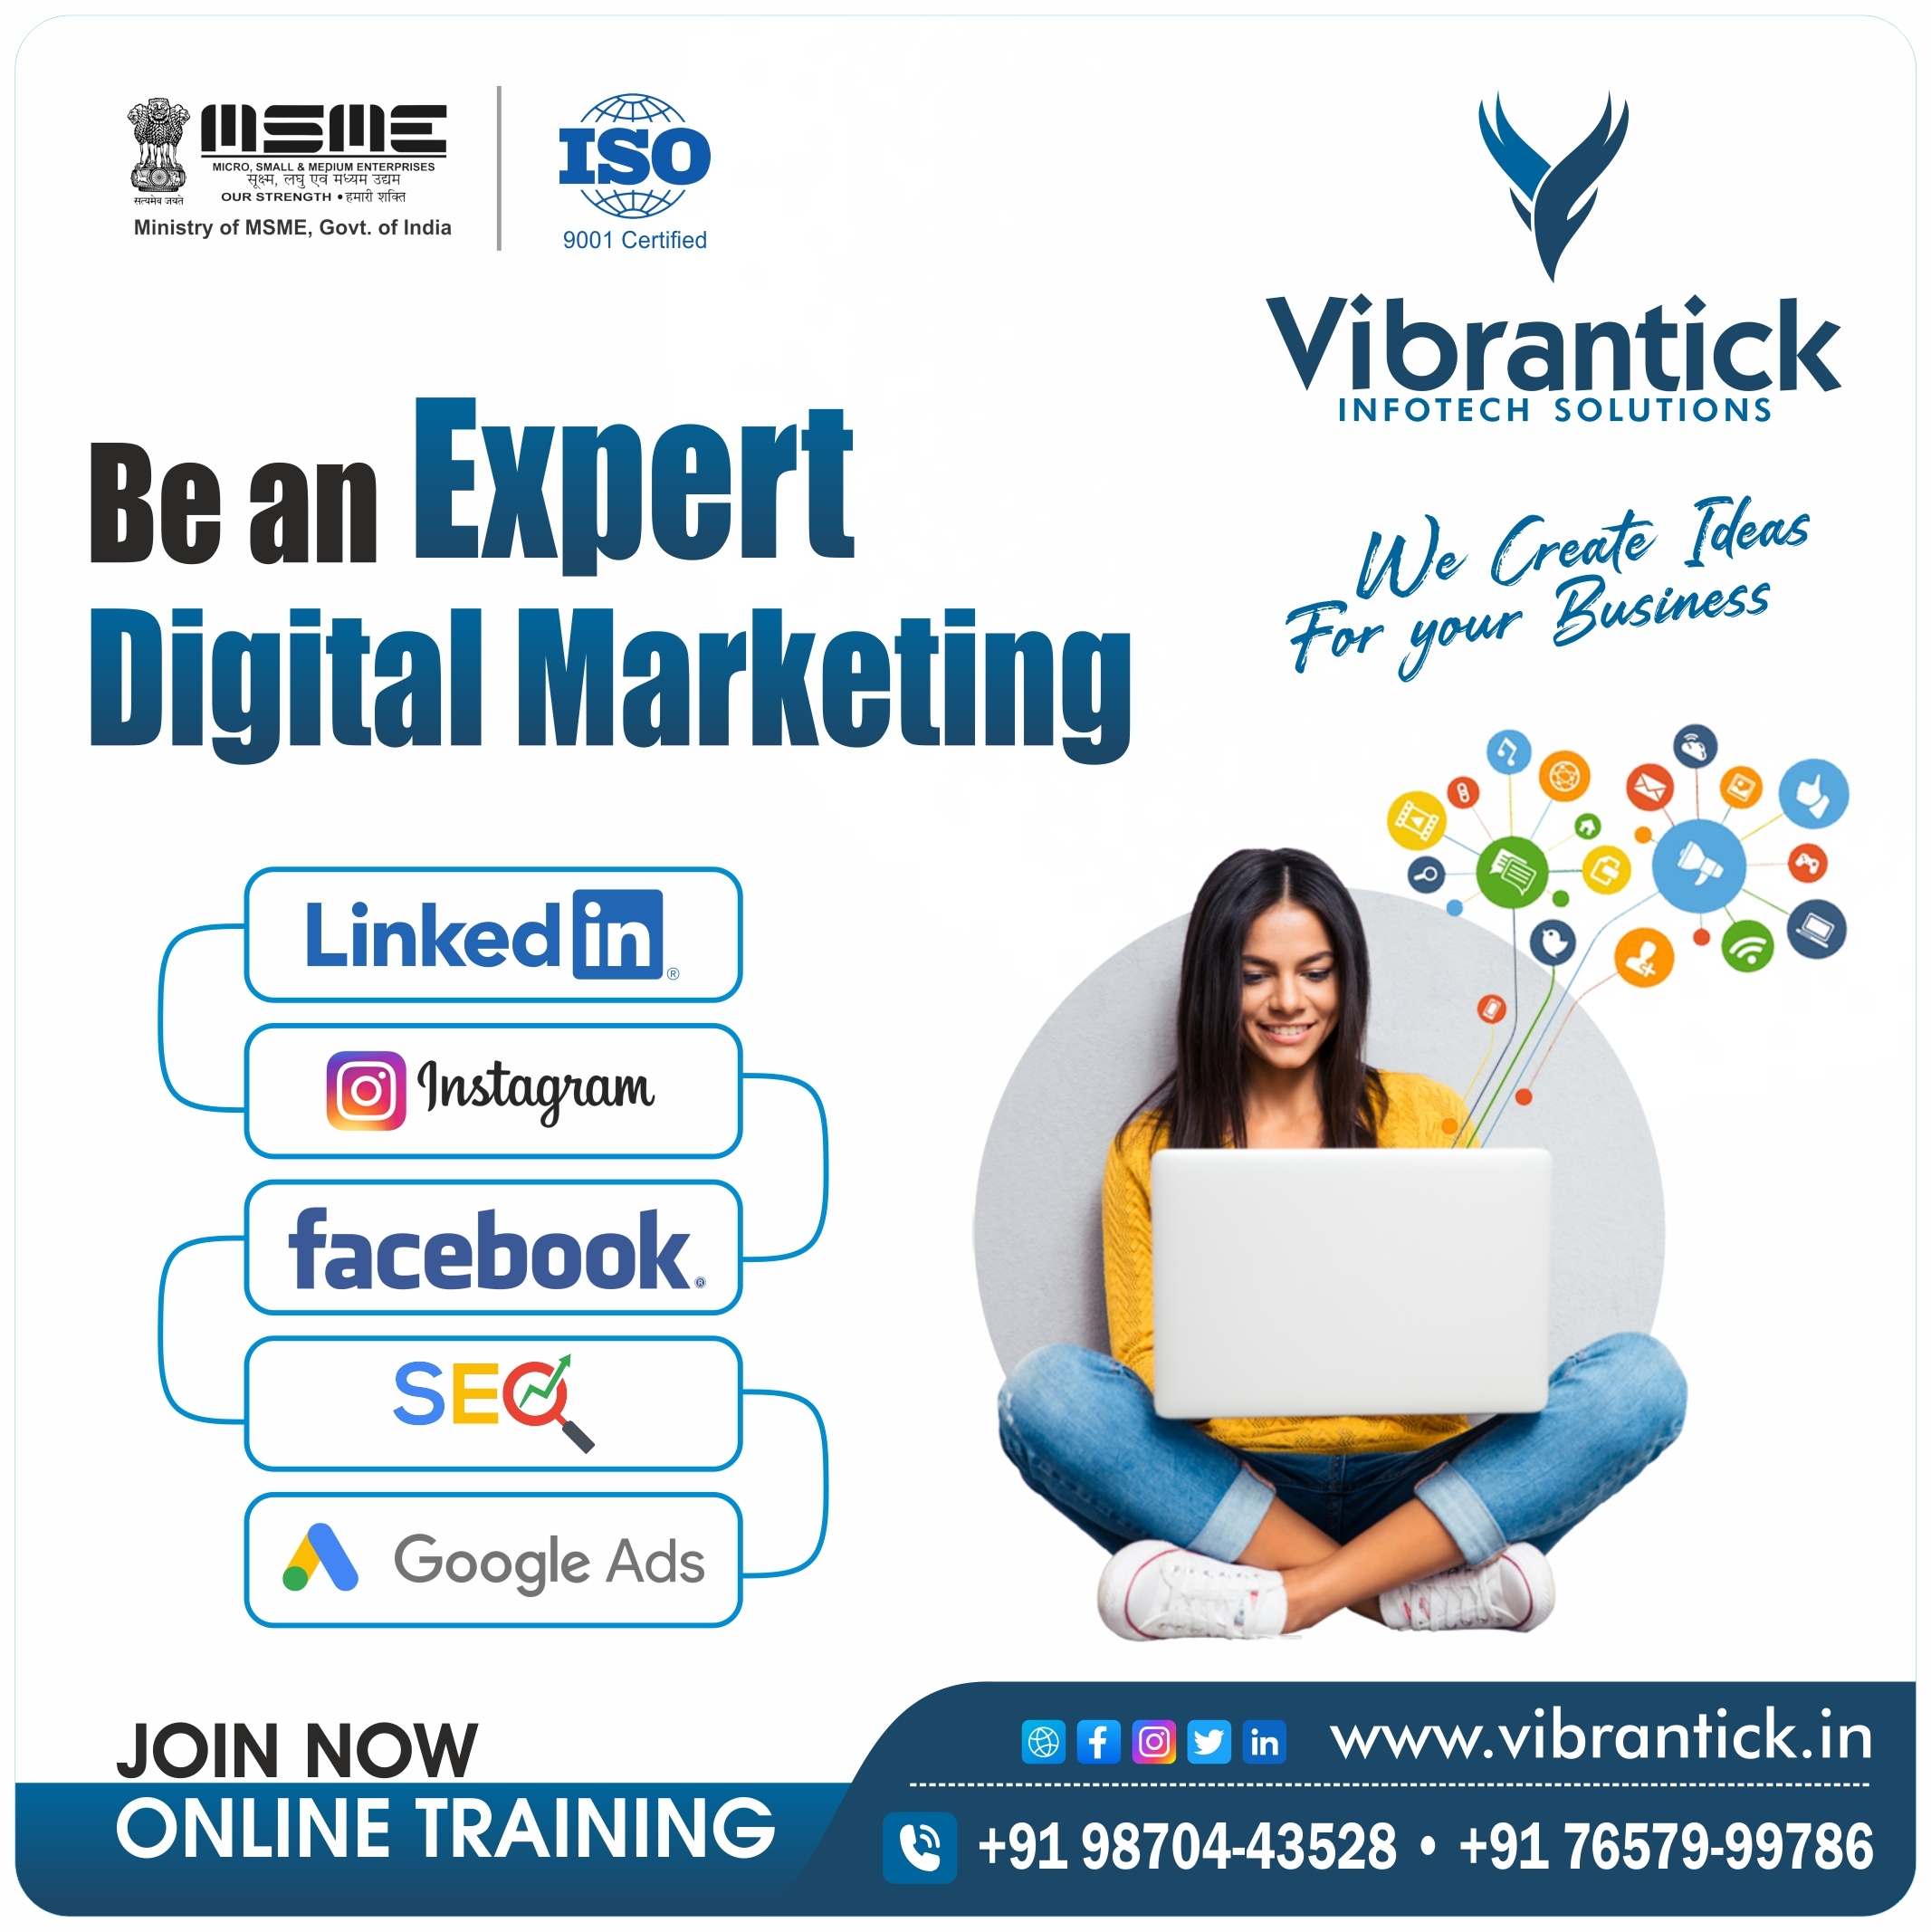 MSME
MICRO, SMALL & MEDIUM ENTERPRISES
सूक्ष्म, लघु एवं मध्यम उद्यम
OUR STRENGTH • हमारी शक्ति
सत्यमेव जयते
Ministry of MSME, Govt. of India
ISO
9001 Certified
Vibrantick
INFOTECH SOLUTIONS
Be an Expert
Digital Marketing
We Create Ideas
For your Business
Linkedin®
Instagram
facebook®
SEO
Google Ads
JOIN NOW
ONLINE TRAINING
f in www.vibrantick.in
+91 98704-43528 • +91 76579-99786